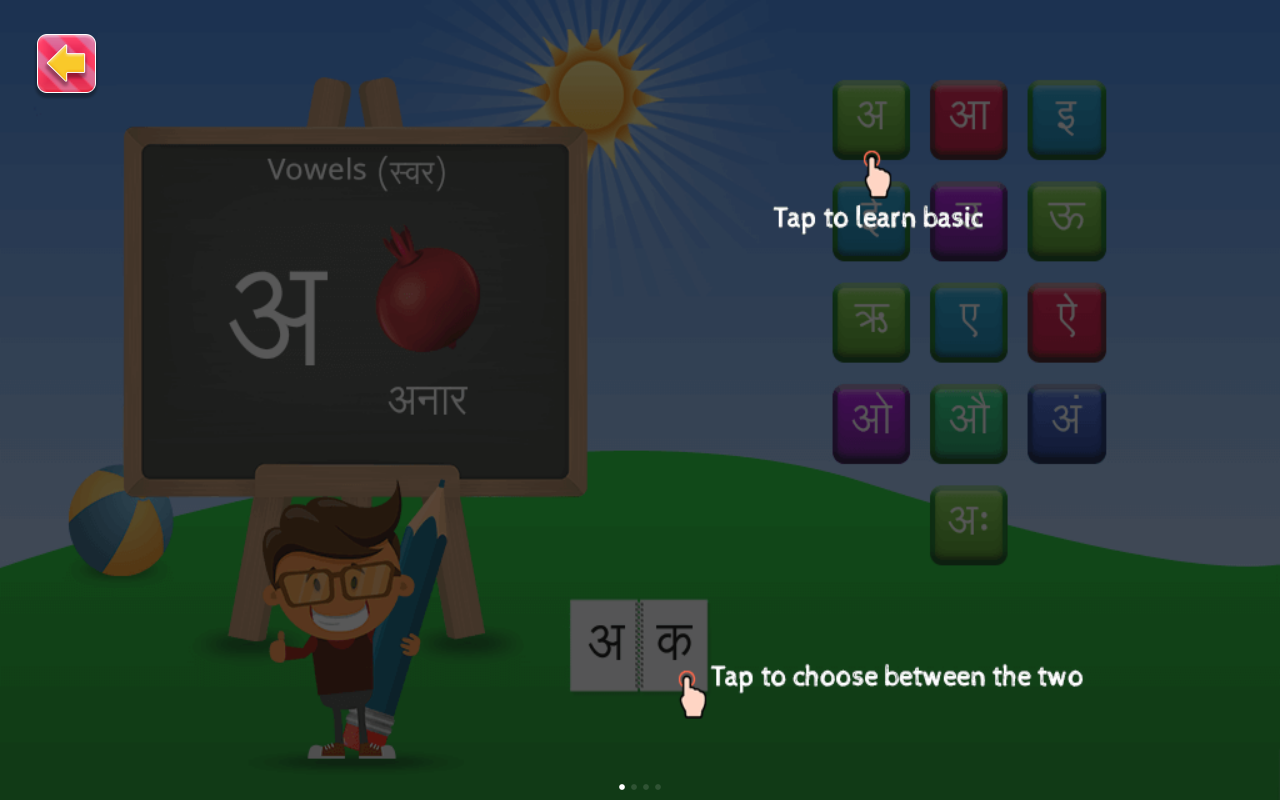 Vowels (स्वर)
अ
अनार
अ आ इ
ई उ ऊ
Tap to learn basic
ऋ ए ऐ
ओ औ अं
अः
अ क
Tap to choose between the two